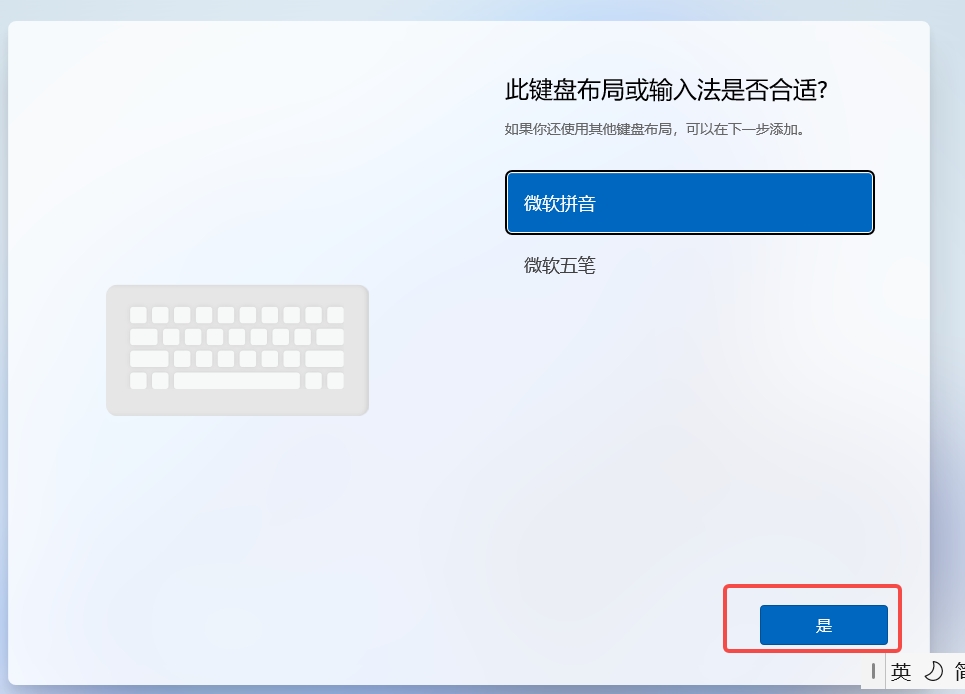 此键盘布局或输入法是否合适?
如果你还使用其他键盘布局，可以在下一步添加。
微软拼音
微软五笔
是
英 简